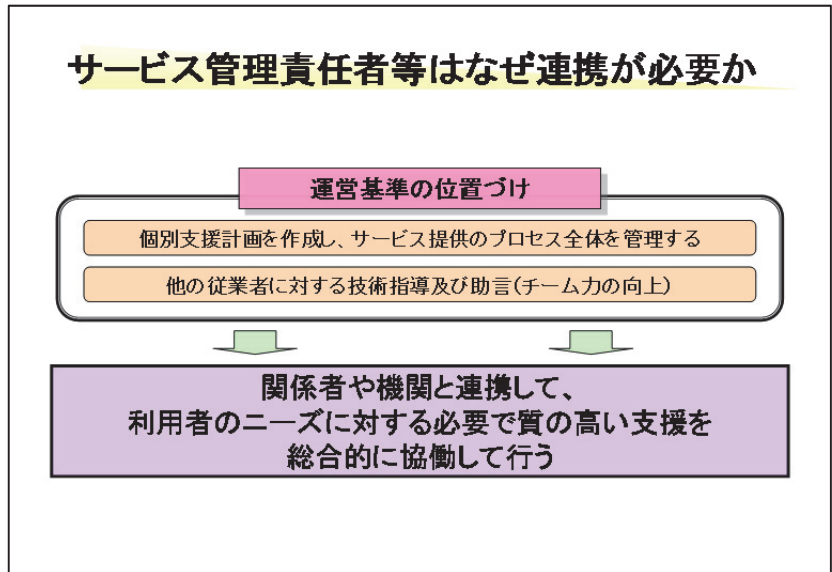 サービス管理責任者等はなぜ連携が必要か
運営基準の位置づけ
個別支援計画を作成し、サービス提供のプロセス全体を管理する
他の従業者に対する技術指導及び助言(チーム力の向上)
関係者や機関と連携して、
利用者のニーズに対する必要で質の高い支援を
総合的に協働して行う